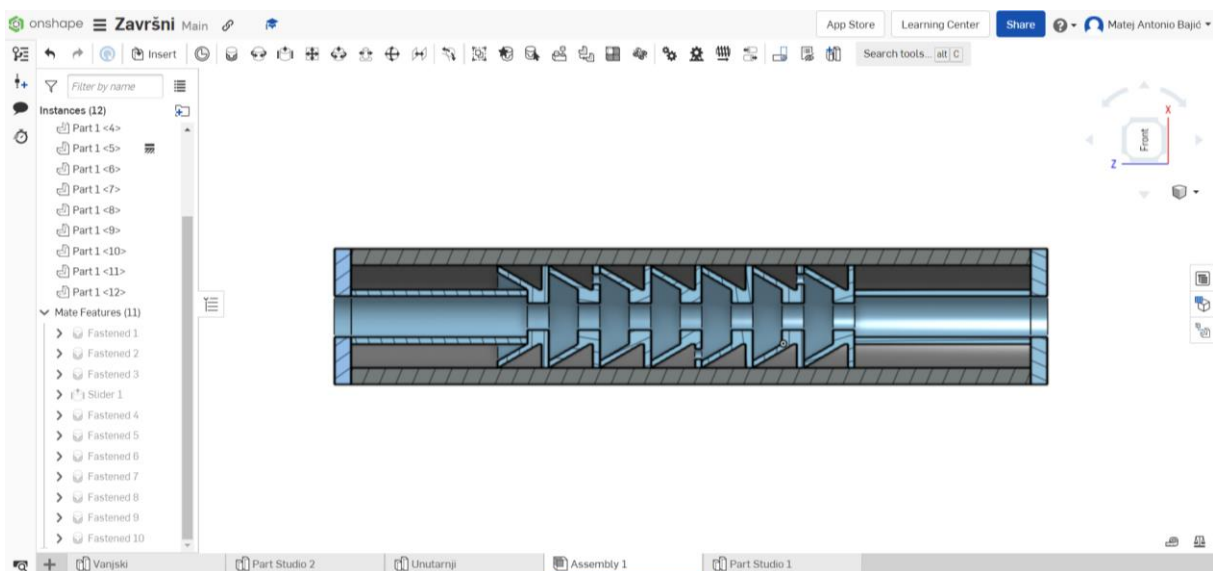 onshape Završni Main App Store Learning Center Share Matej Antonio Bajić
Insert Search tools... alt C
Filter by name
Instances (12)
Part 1 <4>
Part 1 <5>
Part 1 <6>
Part 1 <7>
Part 1 <8>
Part 1 <9>
Part 1 <10>
Part 1 <11>
Part 1 <12>
Mate Features (11)
Fastened 1
Fastened 2
Fastened 3
Slider 1
Fastened 4
Fastened 5
Fastened 6
Fastened 7
Fastened 8
Fastened 9
Fastened 10
X
Front
Z
Vanjski Part Studio 2 Unutarnji Assembly 1 Part Studio 1